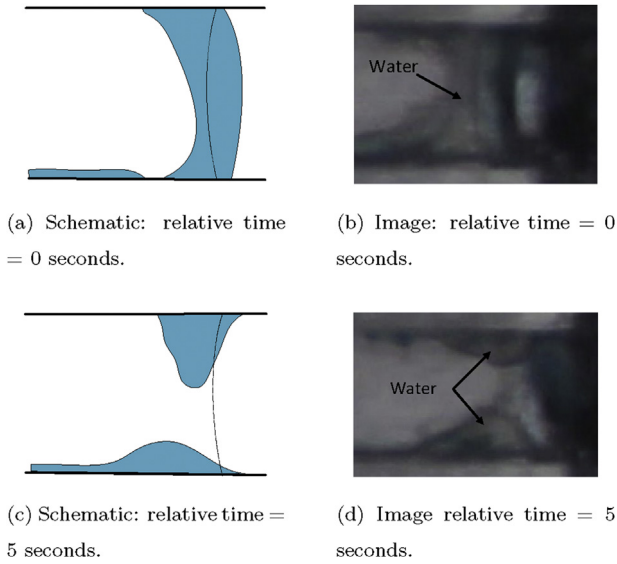 Water
(a) Schematic: relative time
= 0 seconds.
(b) Image: relative time = 0
seconds.
Water
(c) Schematic: relative time =
5 seconds.
(d) Image relative time = 5
seconds.